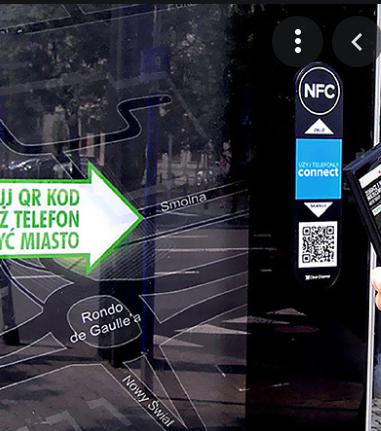 NFC
UJ QR KOD
Ż TELEFON
YĆ MIASTO
UŻYJ TELEFONU!
connect
Smolna
Clear Channel
Rondo
de Gaulle'a
Nowy Świat